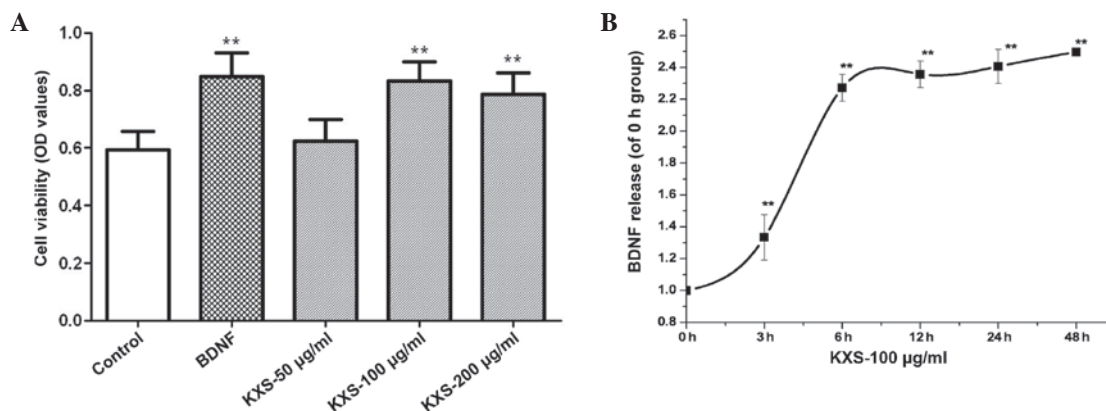 A
Cell viability (OD values)
1.0
0.8
0.6
0.4
0.2
0.0
**
**
**
Control
BDNF
KXS-50 µg/ml
KXS-100 µg/ml
KXS-200 µg/ml
B
BDNF release (of 0 h group)
2.6
2.4
2.2
2.0
1.8
1.6
1.4
1.2
1.0
0.8
**
**
**
**
**
0 h 3 h 6 h 12 h 24 h 48 h
KXS-100 µg/ml